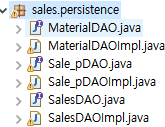 sales.persistence
MaterialDAO.java
MaterialDAOImpl.java
Sale_pDAO.java
Sale_pDAOImpl.java
SalesDAO.java
SalesDAOImpl.java